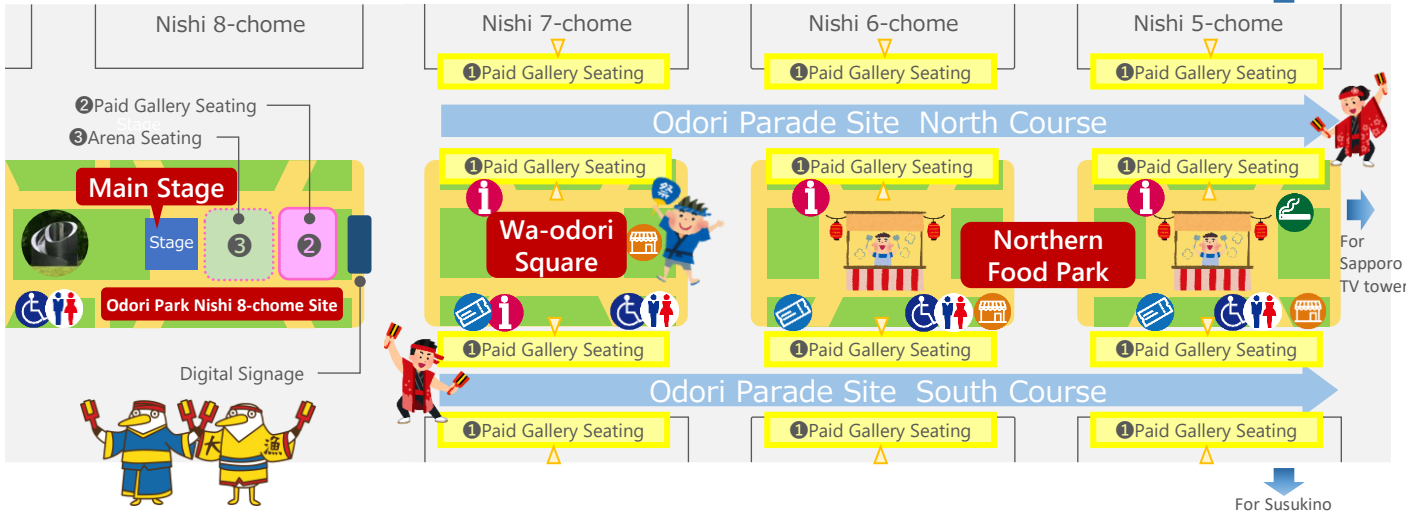 Nishi 8-chome
Nishi 7-chome
Nishi 6-chome
Nishi 5-chome
❶Paid Gallery Seating
❶Paid Gallery Seating
❶Paid Gallery Seating
❷Paid Gallery Seating
Stage
❸Arena Seating
Odori Parade Site North Course
❶Paid Gallery Seating
❶Paid Gallery Seating
❶Paid Gallery Seating
Main Stage
Stage
❸
❷
Odori Park Nishi 8-chome Site
Digital Signage
i
祭
Wa-odori
Square
i
i
Northern
Food Park
i
For
Sapporo
TV tower
❶Paid Gallery Seating
❶Paid Gallery Seating
❶Paid Gallery Seating
Odori Parade Site South Course
❶Paid Gallery Seating
❶Paid Gallery Seating
❶Paid Gallery Seating
大 漁
For Susukino